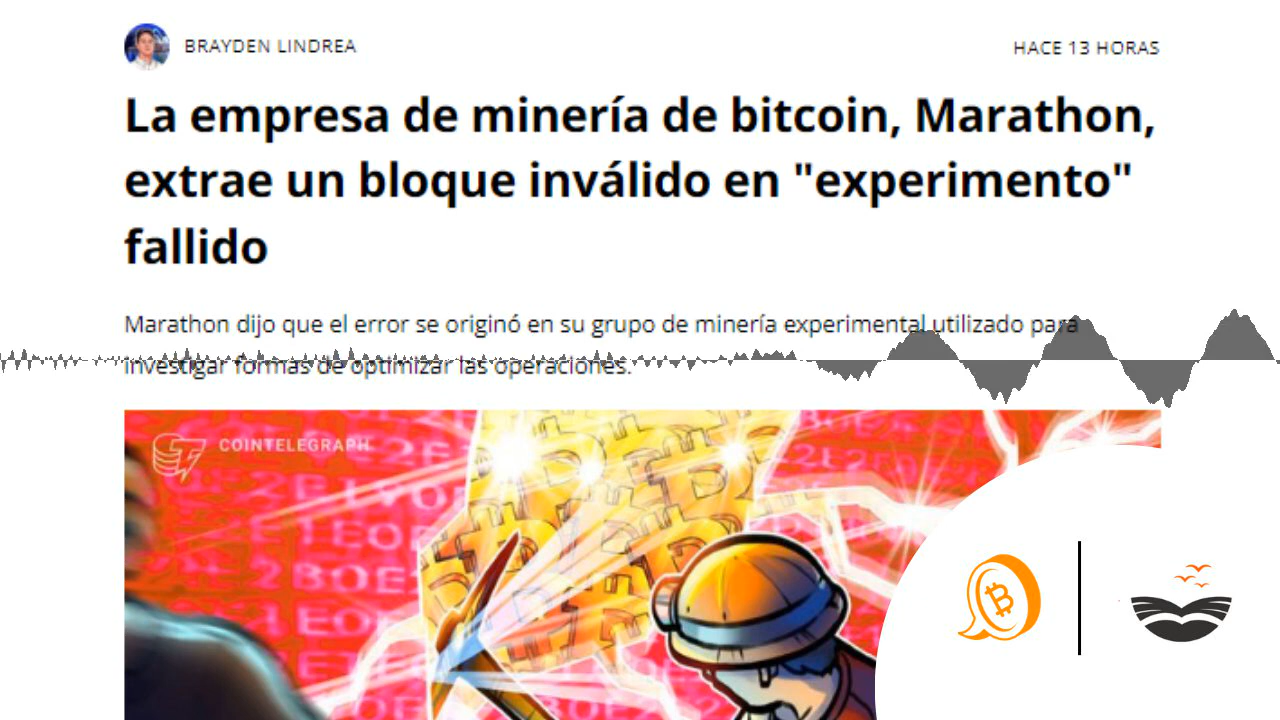 BRAYDEN LINDREA
HACE 13 HORAS
La empresa de minería de bitcoin, Marathon,
extrae un bloque inválido en "experimento"
fallido
Marathon dijo que el error se originó en su grupo de minería experimental utilizado para
investigar formas de optimizar las operaciones.
COINTELEGRAPH